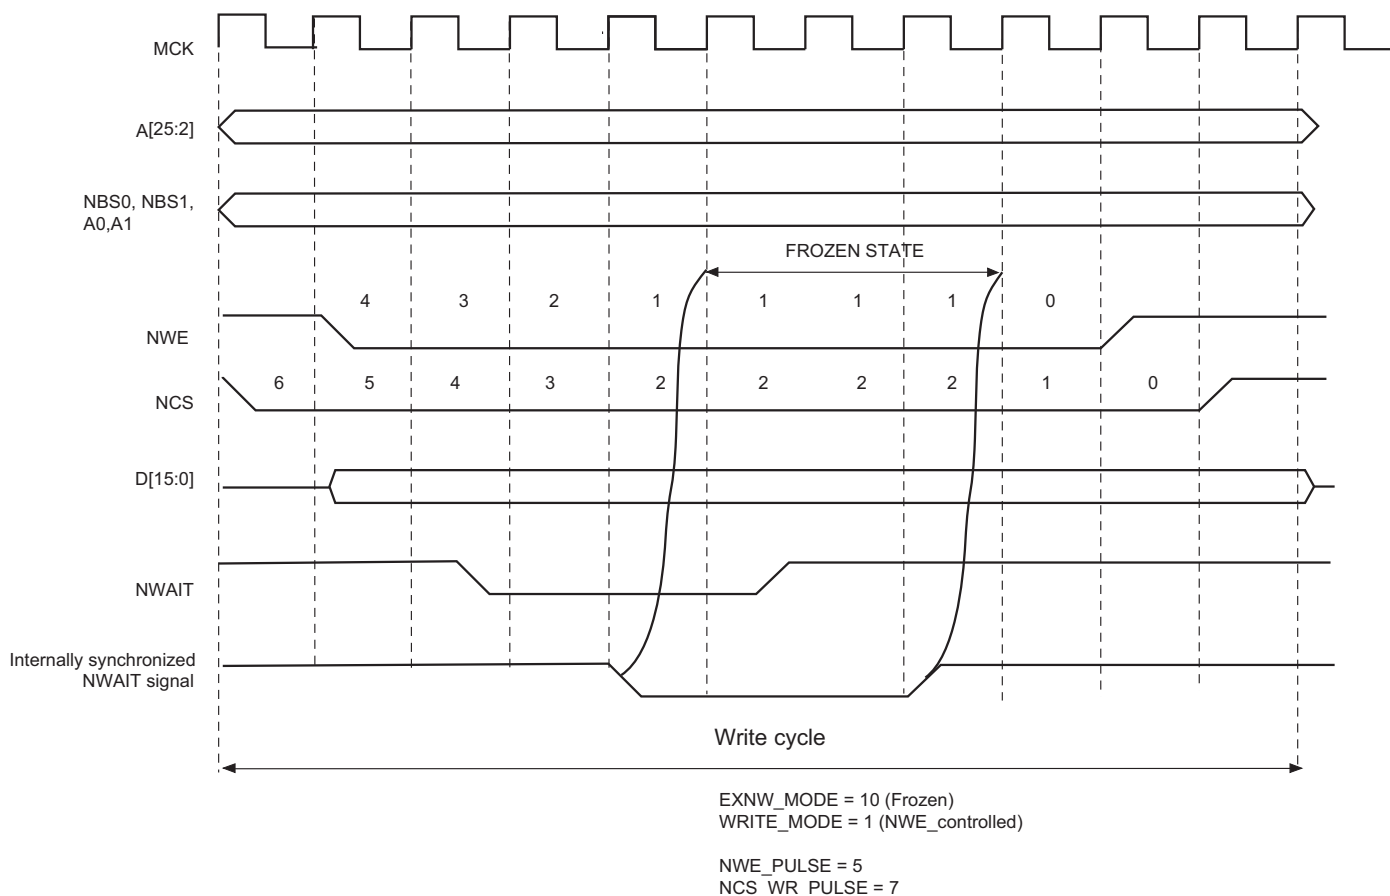 MCK
A[25:2]
NBS0, NBS1,
A0,A1
FROZEN STATE
4 3 2 1 1 1 1 0
NWE
6 5 4 3 2 2 2 2 1 0
NCS
D[15:0]
NWAIT
Internally synchronized
NWAIT signal
Write cycle
EXNW_MODE = 10 (Frozen)
WRITE_MODE = 1 (NWE_controlled)
NWE_PULSE = 5
NCS_WR_PULSE = 7